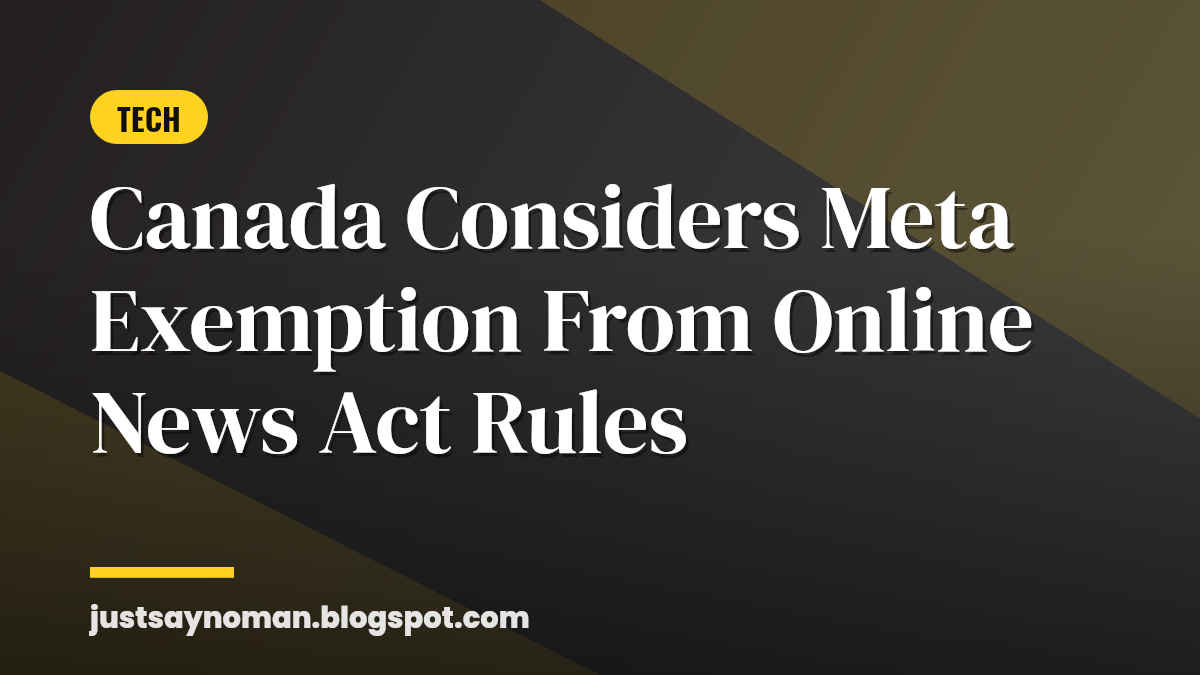 TECH
Canada Considers Meta
Exemption From Online
News Act Rules
justsaynoman.blogspot.com